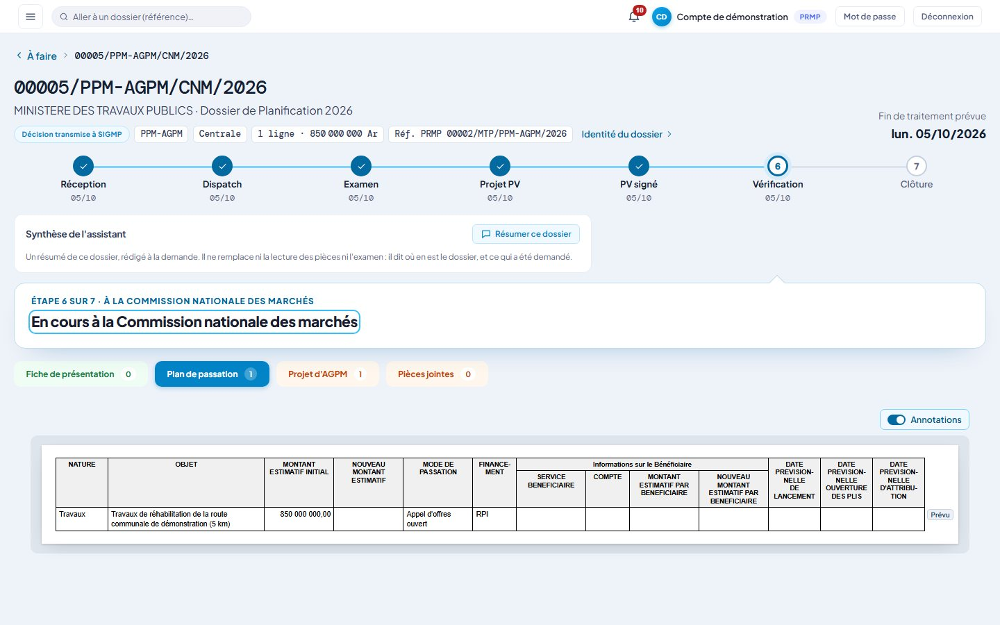 Aller à un dossier (référence)...
10
CD
Compte de démonstration
PRMP
Mot de passe
Déconnexion
À faire
00005/PPM-AGPM/CNM/2026
00005/PPM-AGPM/CNM/2026
MINISTERE DES TRAVAUX PUBLICS · Dossier de Planification 2026
Fin de traitement prévue
lun. 05/10/2026
Décision transmise à SIGMP
PPM-AGPM
Centrale
1 ligne · 850 000 000 Ar
Réf. PRMP 00002/MTP/PPM-AGPM/2026
Identité du dossier
6
7
Réception
Dispatch
Examen
Projet PV
PV signé
Vérification
Clôture
05/10
05/10
05/10
05/10
05/10
05/10
Synthèse de l'assistant
Résumer ce dossier
Un résumé de ce dossier, rédigé à la demande. Il ne remplace ni la lecture des pièces ni l'examen : il dit où en est le dossier, et ce qui a été demandé.
ÉTAPE 6 SUR 7 · À LA COMMISSION NATIONALE DES MARCHÉS
En cours à la Commission nationale des marchés
Fiche de présentation 0
Plan de passation 1
Projet d'AGPM 1
Pièces jointes 0
Annotations
NATURE
OBJET
MONTANT
ESTIMATIF INITIAL
NOUVEAU
MONTANT
ESTIMATIF
MODE DE
PASSATION
FINANCE-
MENT
Informations sur le Bénéficiaire
SERVICE
BENEFICIAIRE
COMPTE
MONTANT
ESTIMATIF PAR
BENEFICIAIRE
NOUVEAU
MONTANT
ESTIMATIF PAR
BENEFICIAIRE
DATE
PREVISION-
NELLE
DE
LANCEMENT
DATE
PREVISION-
NELLE
OUVERTURE
DES PLIS
DATE
PREVISION-
NELLE
D'ATTRIBU-
TION
Travaux
Travaux de réhabilitation de la route
communale de démonstration (5 km)
850 000 000,00
Appel d'offres
ouvert
RPI
Prévu